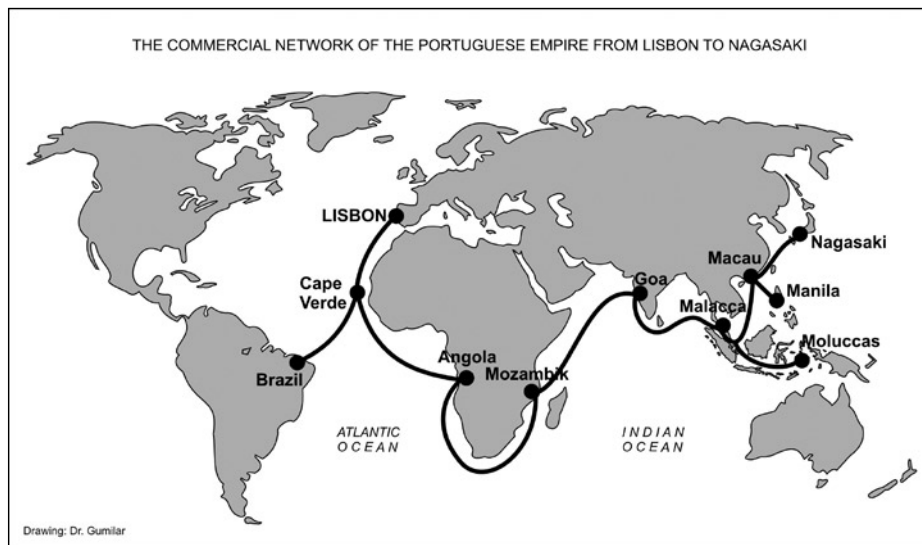 THE COMMERCIAL NETWORK OF THE PORTUGUESE EMPIRE FROM LISBON TO NAGASAKI
LISBON
Nagasaki
Macau
Cape
Verde
Goa
Manila
Malacca
Moluccas
Angola
Mozambik
Brazil
ATLANTIC
OCEAN
INDIAN
OCEAN
Drawing: Dr. Gumilar